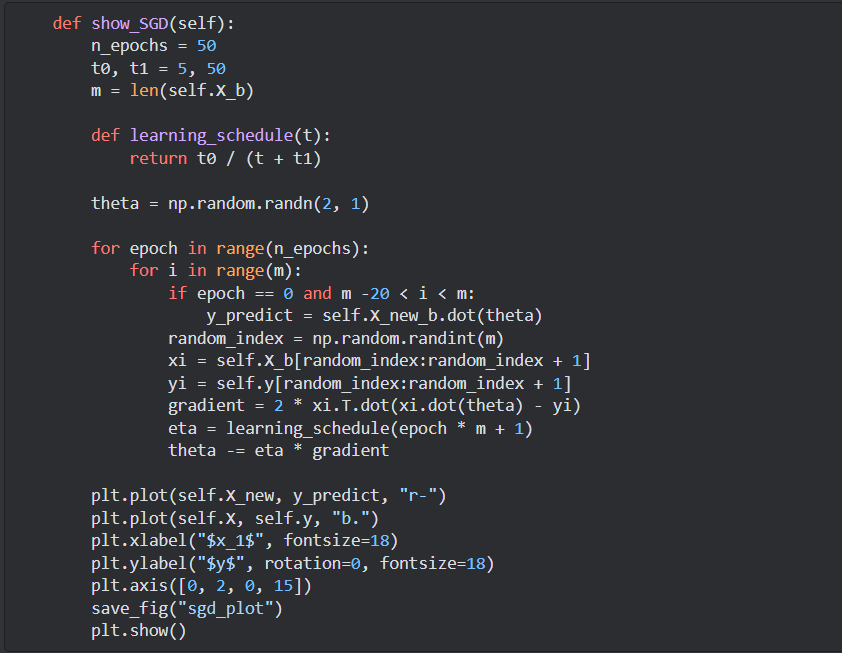 def show_SGD(self):
    n_epochs = 50
    t0, t1 = 5, 50
    m = len(self.X_b)

    def learning_schedule(t):
        return t0 / (t + t1)

    theta = np.random.randn(2, 1)

    for epoch in range(n_epochs):
        for i in range(m):
            if epoch == 0 and m -20 < i < m:
                y_predict = self.X_new_b.dot(theta)
            random_index = np.random.randint(m)
            xi = self.X_b[random_index:random_index + 1]
            yi = self.y[random_index:random_index + 1]
            gradient = 2 * xi.T.dot(xi.dot(theta) - yi)
            eta = learning_schedule(epoch * m + 1)
            theta -= eta * gradient

    plt.plot(self.X_new, y_predict, "r-")
    plt.plot(self.X, self.y, "b.")
    plt.xlabel("$x_1$", fontsize=18)
    plt.ylabel("$y$", rotation=0, fontsize=18)
    plt.axis([0, 2, 0, 15])
    save_fig("sgd_plot")
    plt.show()